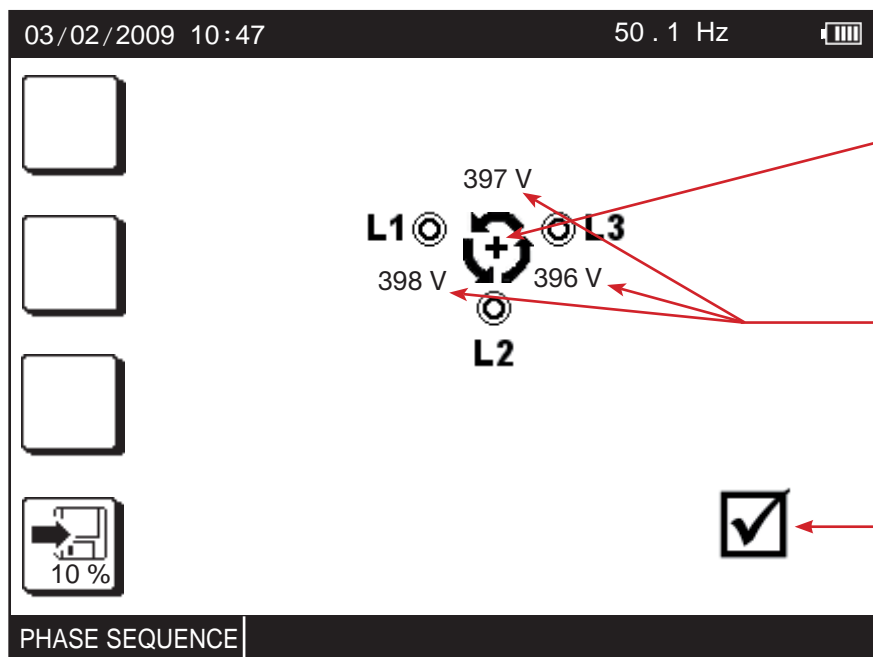 03/02/2009 10:47 50.1 Hz
397 V
L1 + L3
398 V 396 V
L2
10 %
PHASE SEQUENCE